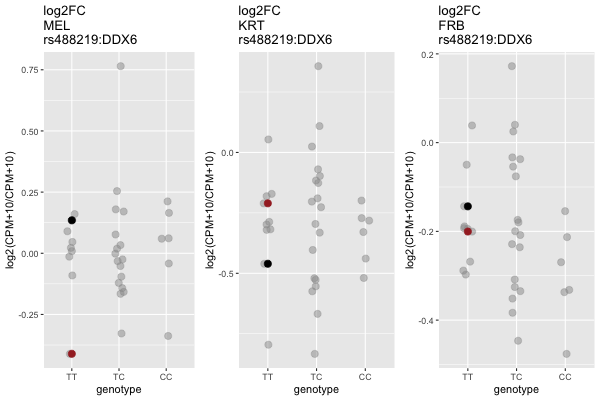 log2FC
MEL
rs488219:DDX6
log2(CPM+10/CPM+10 )
0.75
0.50
0.25
0.00
-0.25
TT
TC
CC
genotype
log2FC
KRT
rs488219:DDX6
log2(CPM+10/CPM+10 )
0.0
-0.5
TT
TC
CC
genotype
log2FC
FRB
rs488219:DDX6
log2(CPM+10/CPM+10 )
0.2
0.0
-0.2
-0.4
TT
TC
CC
genotype